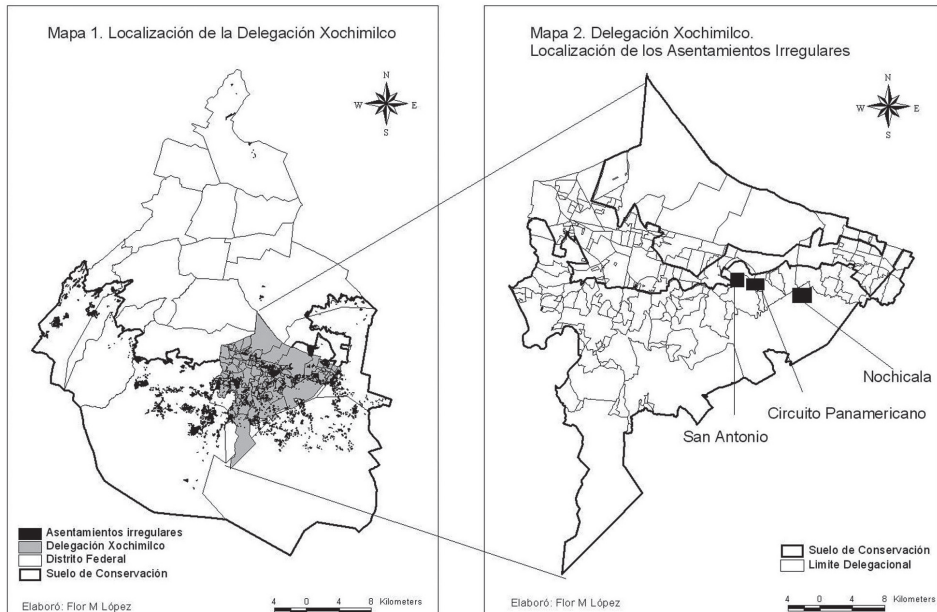 Mapa 1. Localización de la Delegación Xochimilco
N
W E
S
Asentamientos irregulares
Delegación Xochimilco
Distrito Federal
Suelo de Conservación
Elaboró: Flor M López
4 0 4 8 Kilometers
Mapa 2. Delegación Xochimilco.
Localización de los Asentamientos Irregulares
N
W E
S
Nochicala
Circuito Panamericano
San Antonio
Suelo de Conservación
Limite Delegacional
Elaboró: Flor M López
4 0 4 8 Kilometers